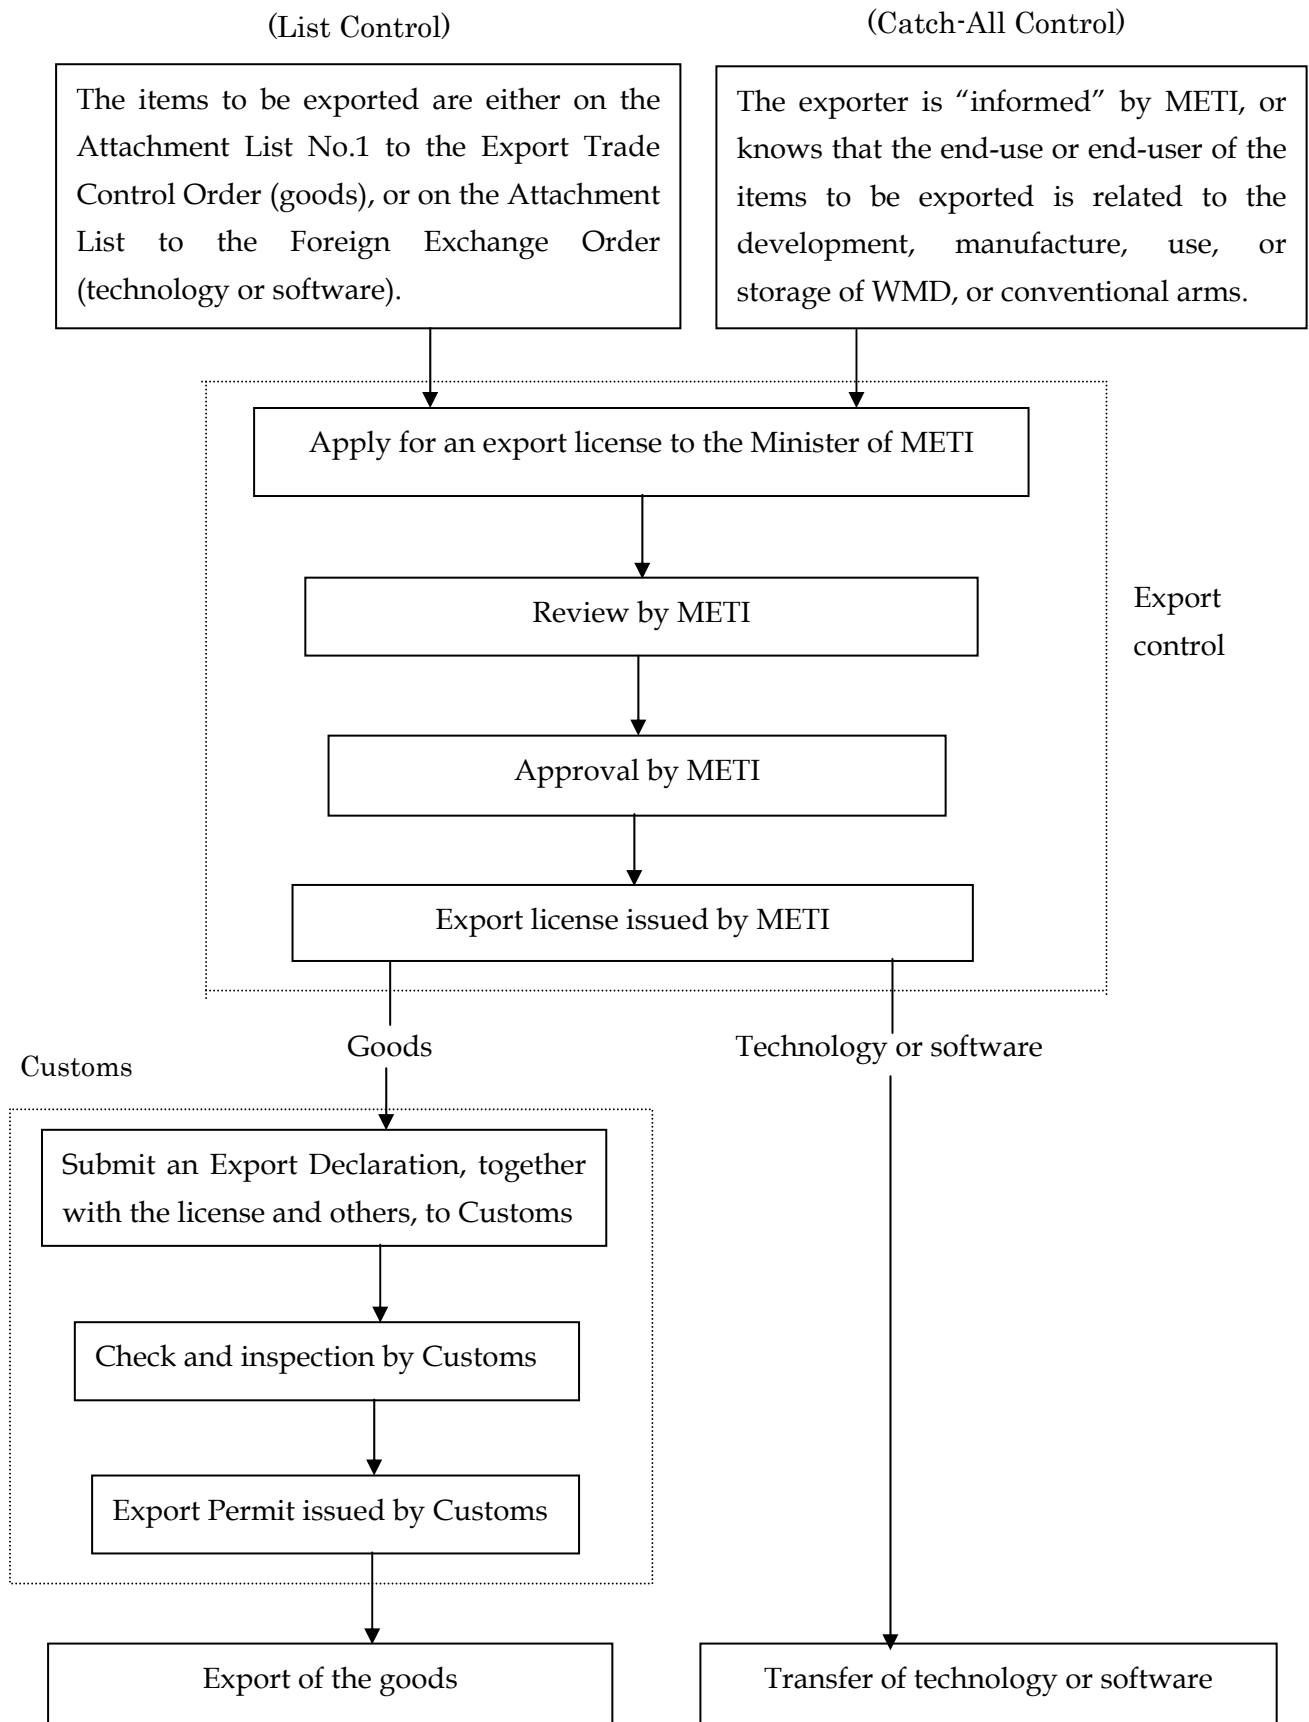 (List Control)
The items to be exported are either on the
Attachment List No.1 to the Export Trade
Control Order (goods), or on the Attachment
List to the Foreign Exchange Order
(technology or software).
(Catch-All Control)
The exporter is “informed” by METI, or
knows that the end-use or end-user of the
items to be exported is related to the
development, manufacture, use, or
storage of WMD, or conventional arms.
Apply for an export license to the Minister of METI
Review by METI
Export
control
Approval by METI
Export license issued by METI
Goods
Technology or software
Customs
Submit an Export Declaration, together
with the license and others, to Customs
Check and inspection by Customs
Export Permit issued by Customs
Export of the goods
Transfer of technology or software